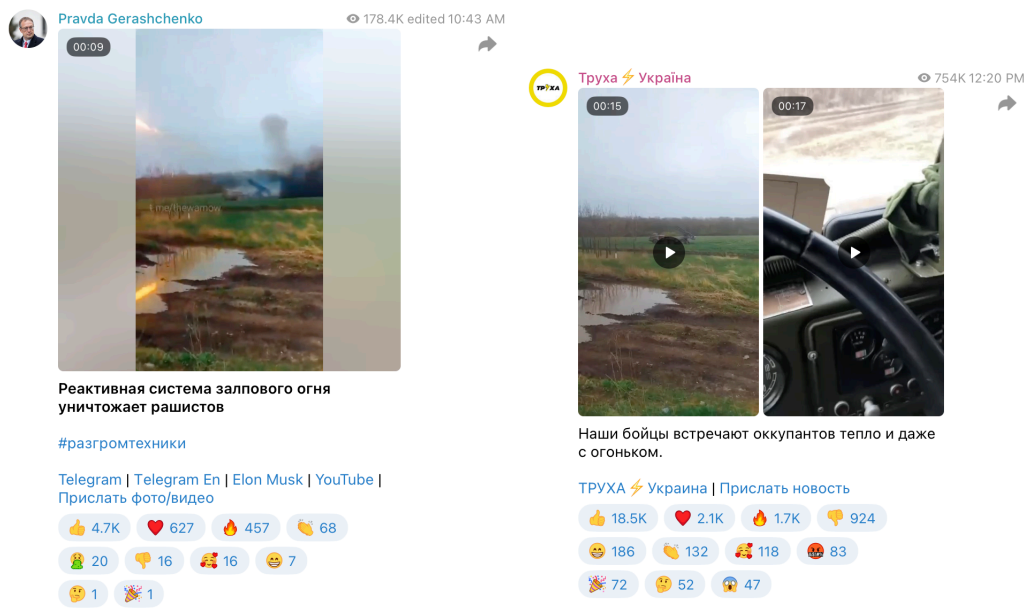 Pravda Gerashchenko
178.4K edited 10:43 AM
00:09
t.me/thewarnow
Реактивная система залпового огня
уничтожает рашистов
#разгромтехники
Telegram | Telegram En | Elon Musk | YouTube |
Прислать фото/видео
4.7K 627 457 68
20 16 16 7
1 1
Труха⚡Україна
754K 12:20 PM
ТРУХА
00:15
00:17
Наши бойцы встречают оккупантов тепло и даже
с огоньком.
ТРУХА⚡Украина | Прислать новость
18.5K 2.1K 1.7K 924
186 132 118 83
72 52 47